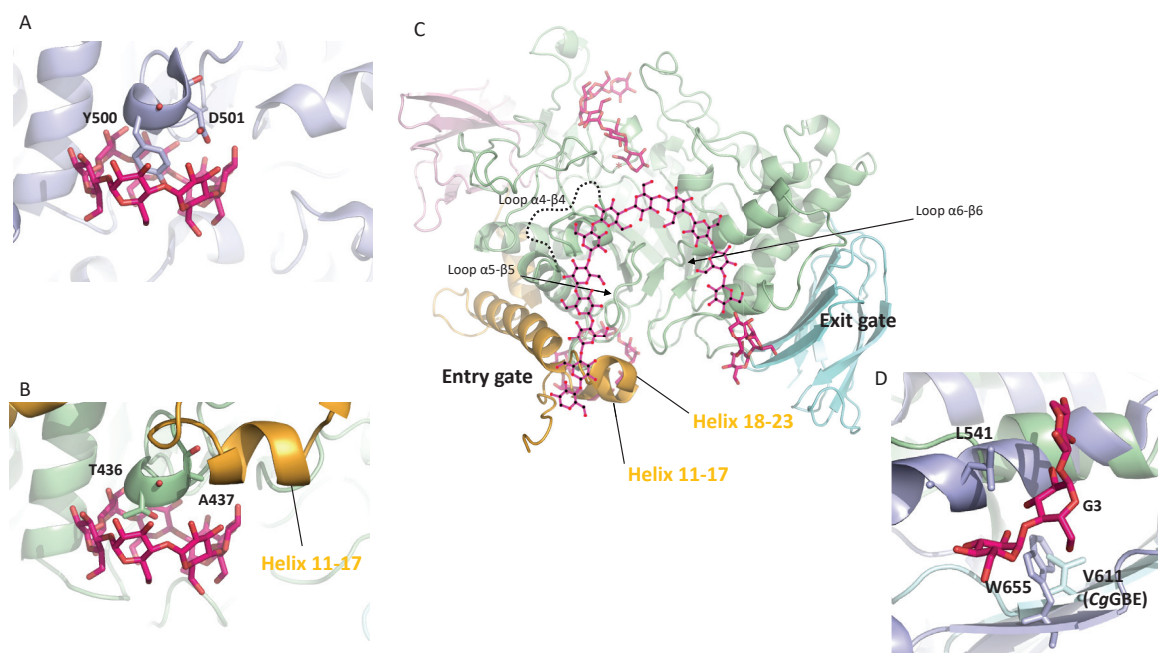 A
Y500
D501
B
T436
A437
Helix 11-17
C
Loop α4-β4
Loop α6-β6
Loop α5-β5
Exit gate
Entry gate
Helix 18-23
Helix 11-17
D
L541
G3
W655
V611
(CgGBE)